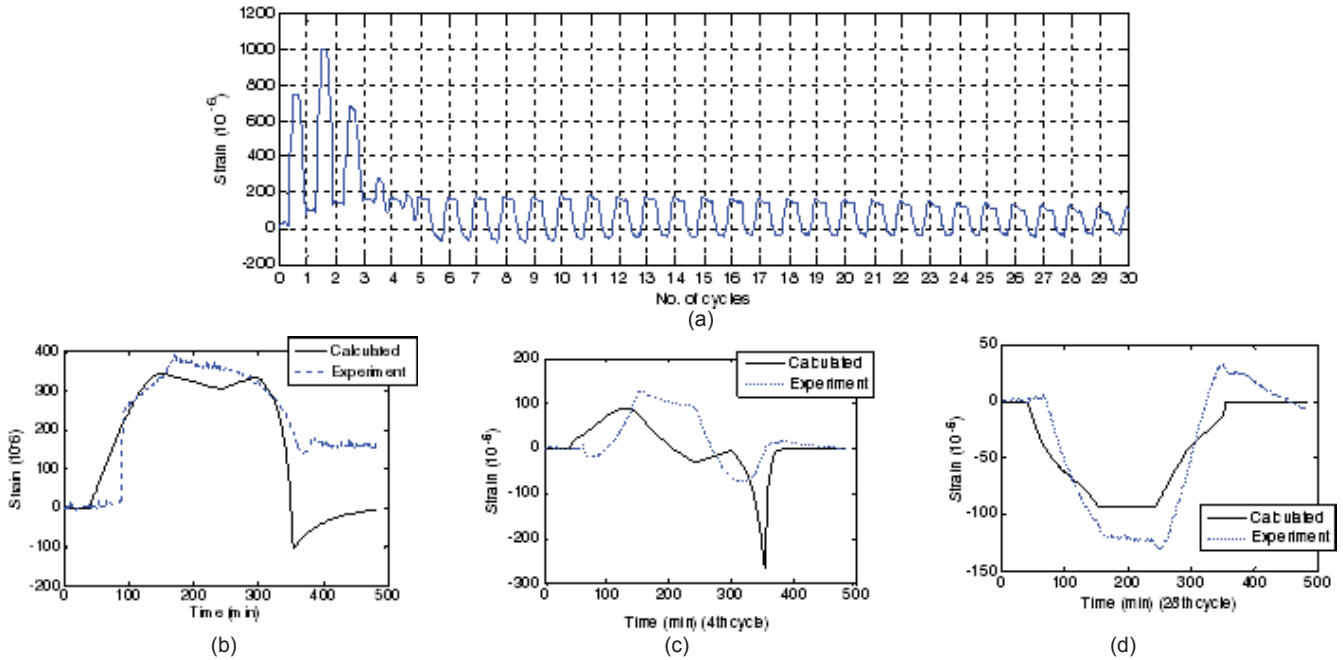 1200
1000
800
600
400
200
0
-200
Strain (10⁻⁶)
0 1 2 3 4 5 6 7 8 9 10 11 12 13 14 15 16 17 18 19 20 21 22 23 24 25 26 27 28 29 30
No. of cycles
(a)
400
300
200
100
0
-100
-200
Strain (10-6)
Calculated
Experiment
0 100 200 300 400 500
Time (min)
(b)
200
100
0
-100
-200
-300
Strain (10⁻⁶)
Calculated
Experiment
0 100 200 300 400 500
Time (min) (4th cycle)
(c)
50
0
-50
-100
-150
Strain (10⁻⁶)
Calculated
Experiment
0 100 200 300 400 500
Time (min) (28th cycle)
(d)